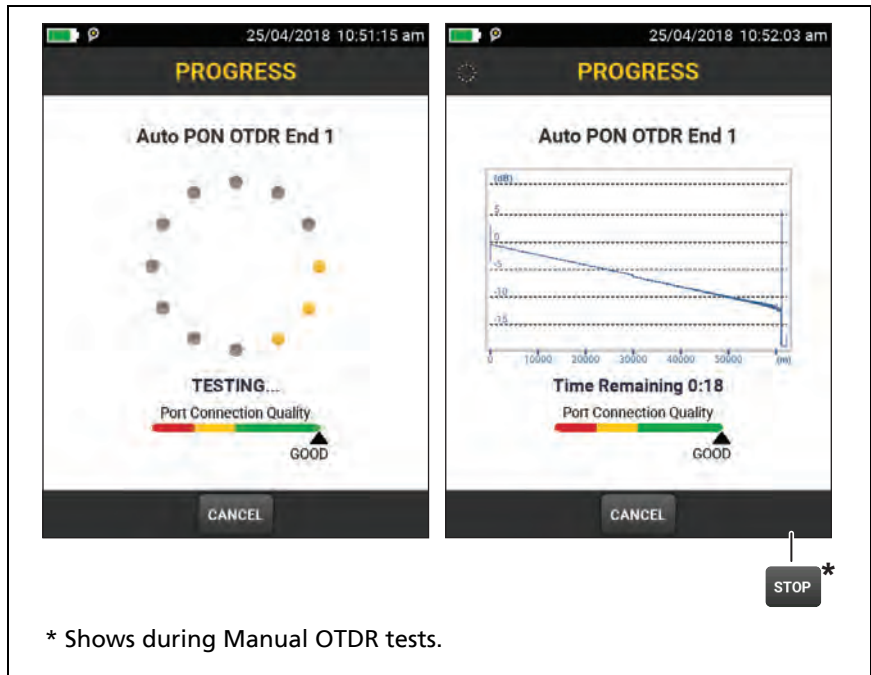 25/04/2018 10:51:15 am
PROGRESS
Auto PON OTDR End 1
TESTING...
Port Connection Quality
GOOD
CANCEL
25/04/2018 10:52:03 am
PROGRESS
Auto PON OTDR End 1
(dB)
5
0
-5
-10
-15
0 10000 20000 30000 40000 50000 (m)
Time Remaining 0:18
Port Connection Quality
GOOD
CANCEL
STOP *
* Shows during Manual OTDR tests.